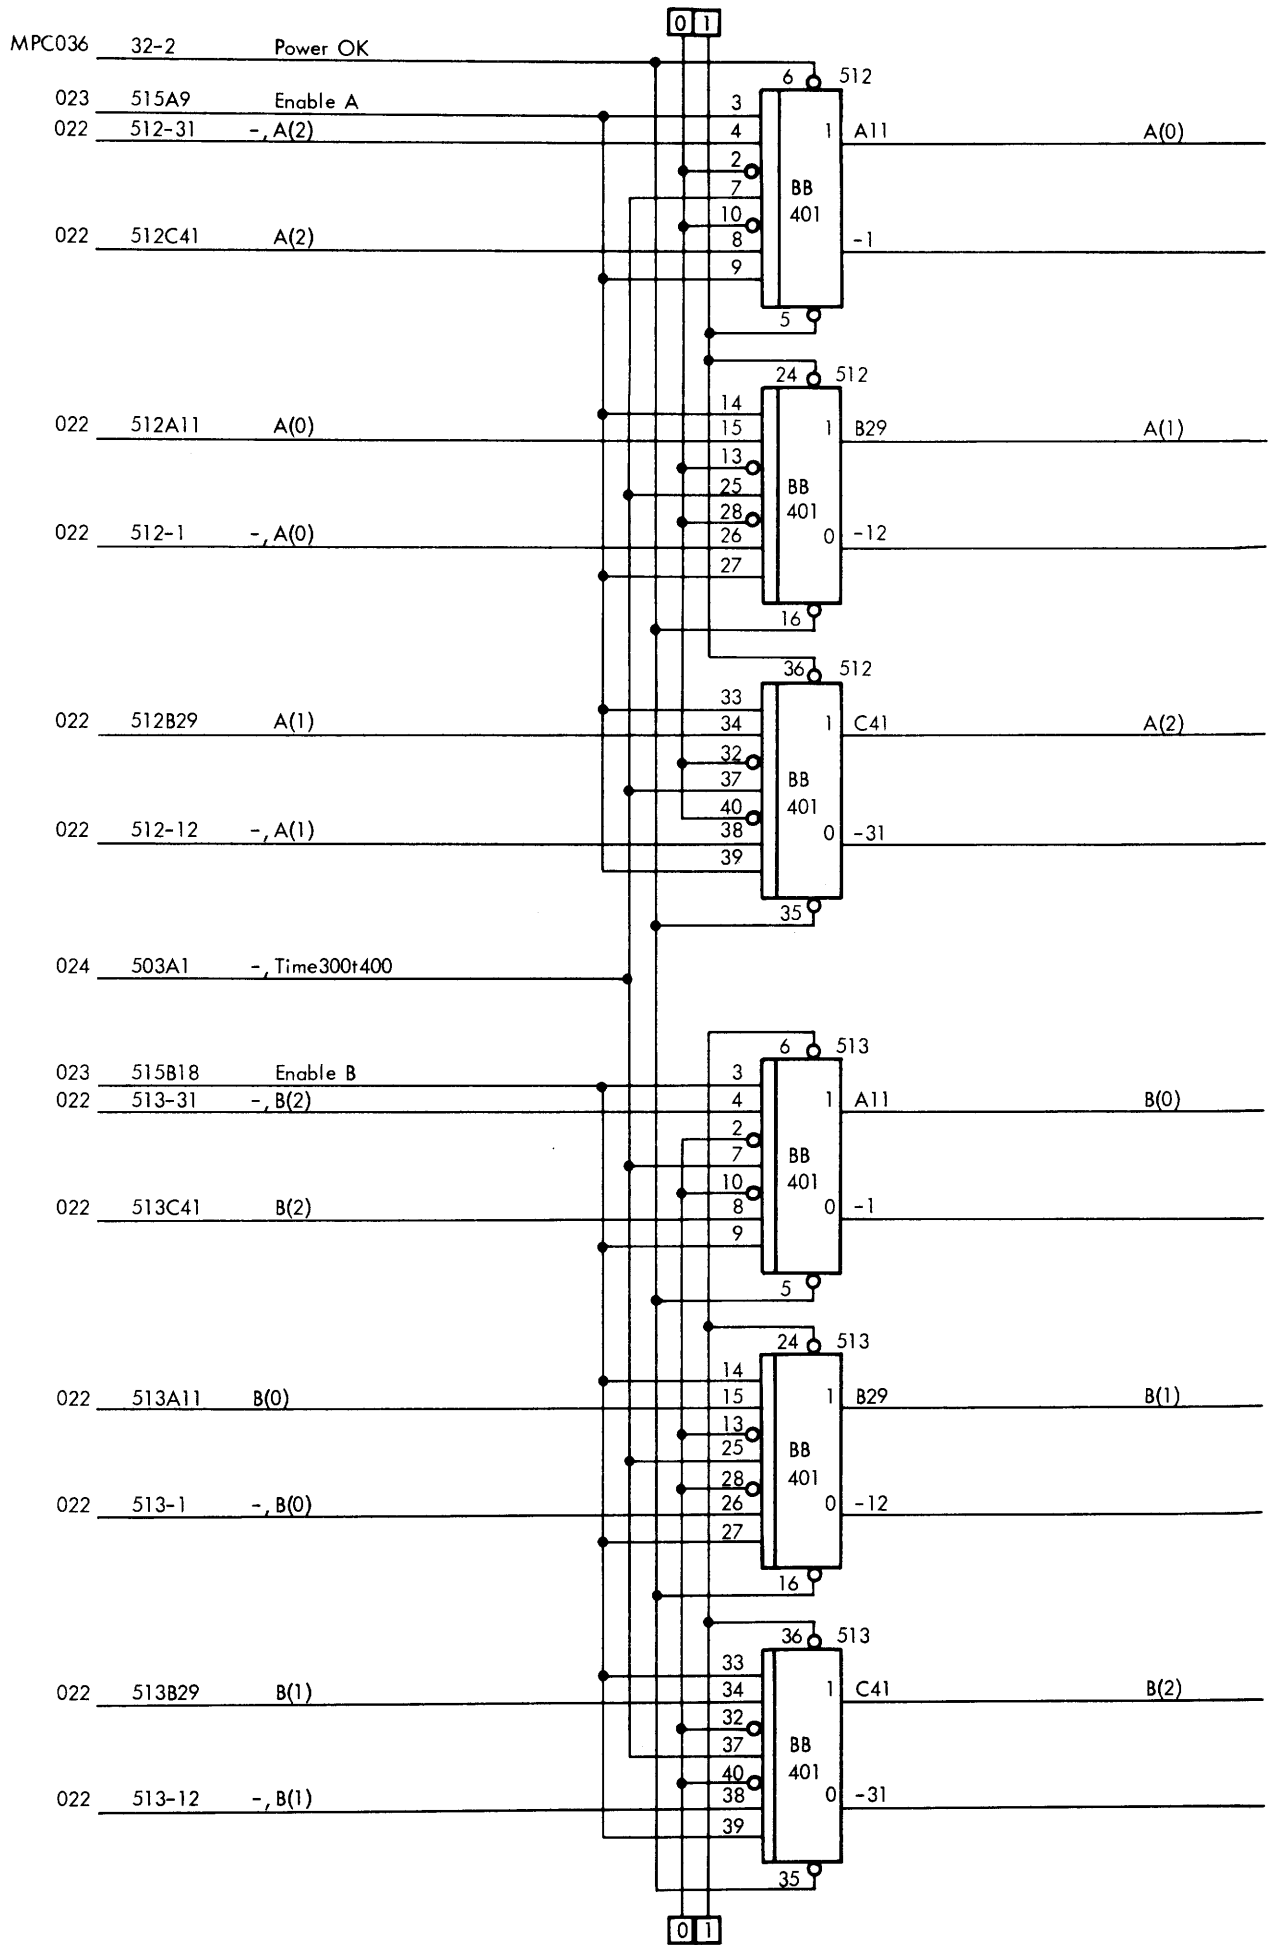 0 1
MPC036 32-2 Power OK
6 512
023 515A9 Enable A 3
022 512-31 -, A(2) 4 1 A11 A(0)
2
7 BB
10 401
022 512C41 A(2) 8 -1
9
5
24 512
14
022 512A11 A(0) 15 1 B29 A(1)
13
25 BB
28 401
022 512-1 -, A(0) 26 0 -12
27
16
36 512
33
022 512B29 A(1) 34 1 C41 A(2)
32
37 BB
40 401
022 512-12 -, A(1) 38 0 -31
39
35
024 503A1 -, Time300t400
6 513
023 515B18 Enable B 3
022 513-31 -, B(2) 4 1 A11 B(0)
2
7 BB
10 401
022 513C41 B(2) 8 0 -1
9
5
24 513
14
022 513A11 B(0) 15 1 B29 B(1)
13
25 BB
28 401
022 513-1 -, B(0) 26 0 -12
27
16
36 513
33
022 513B29 B(1) 34 1 C41 B(2)
32
37 BB
40 401
022 513-12 -, B(1) 38 0 -31
39
35
0 1